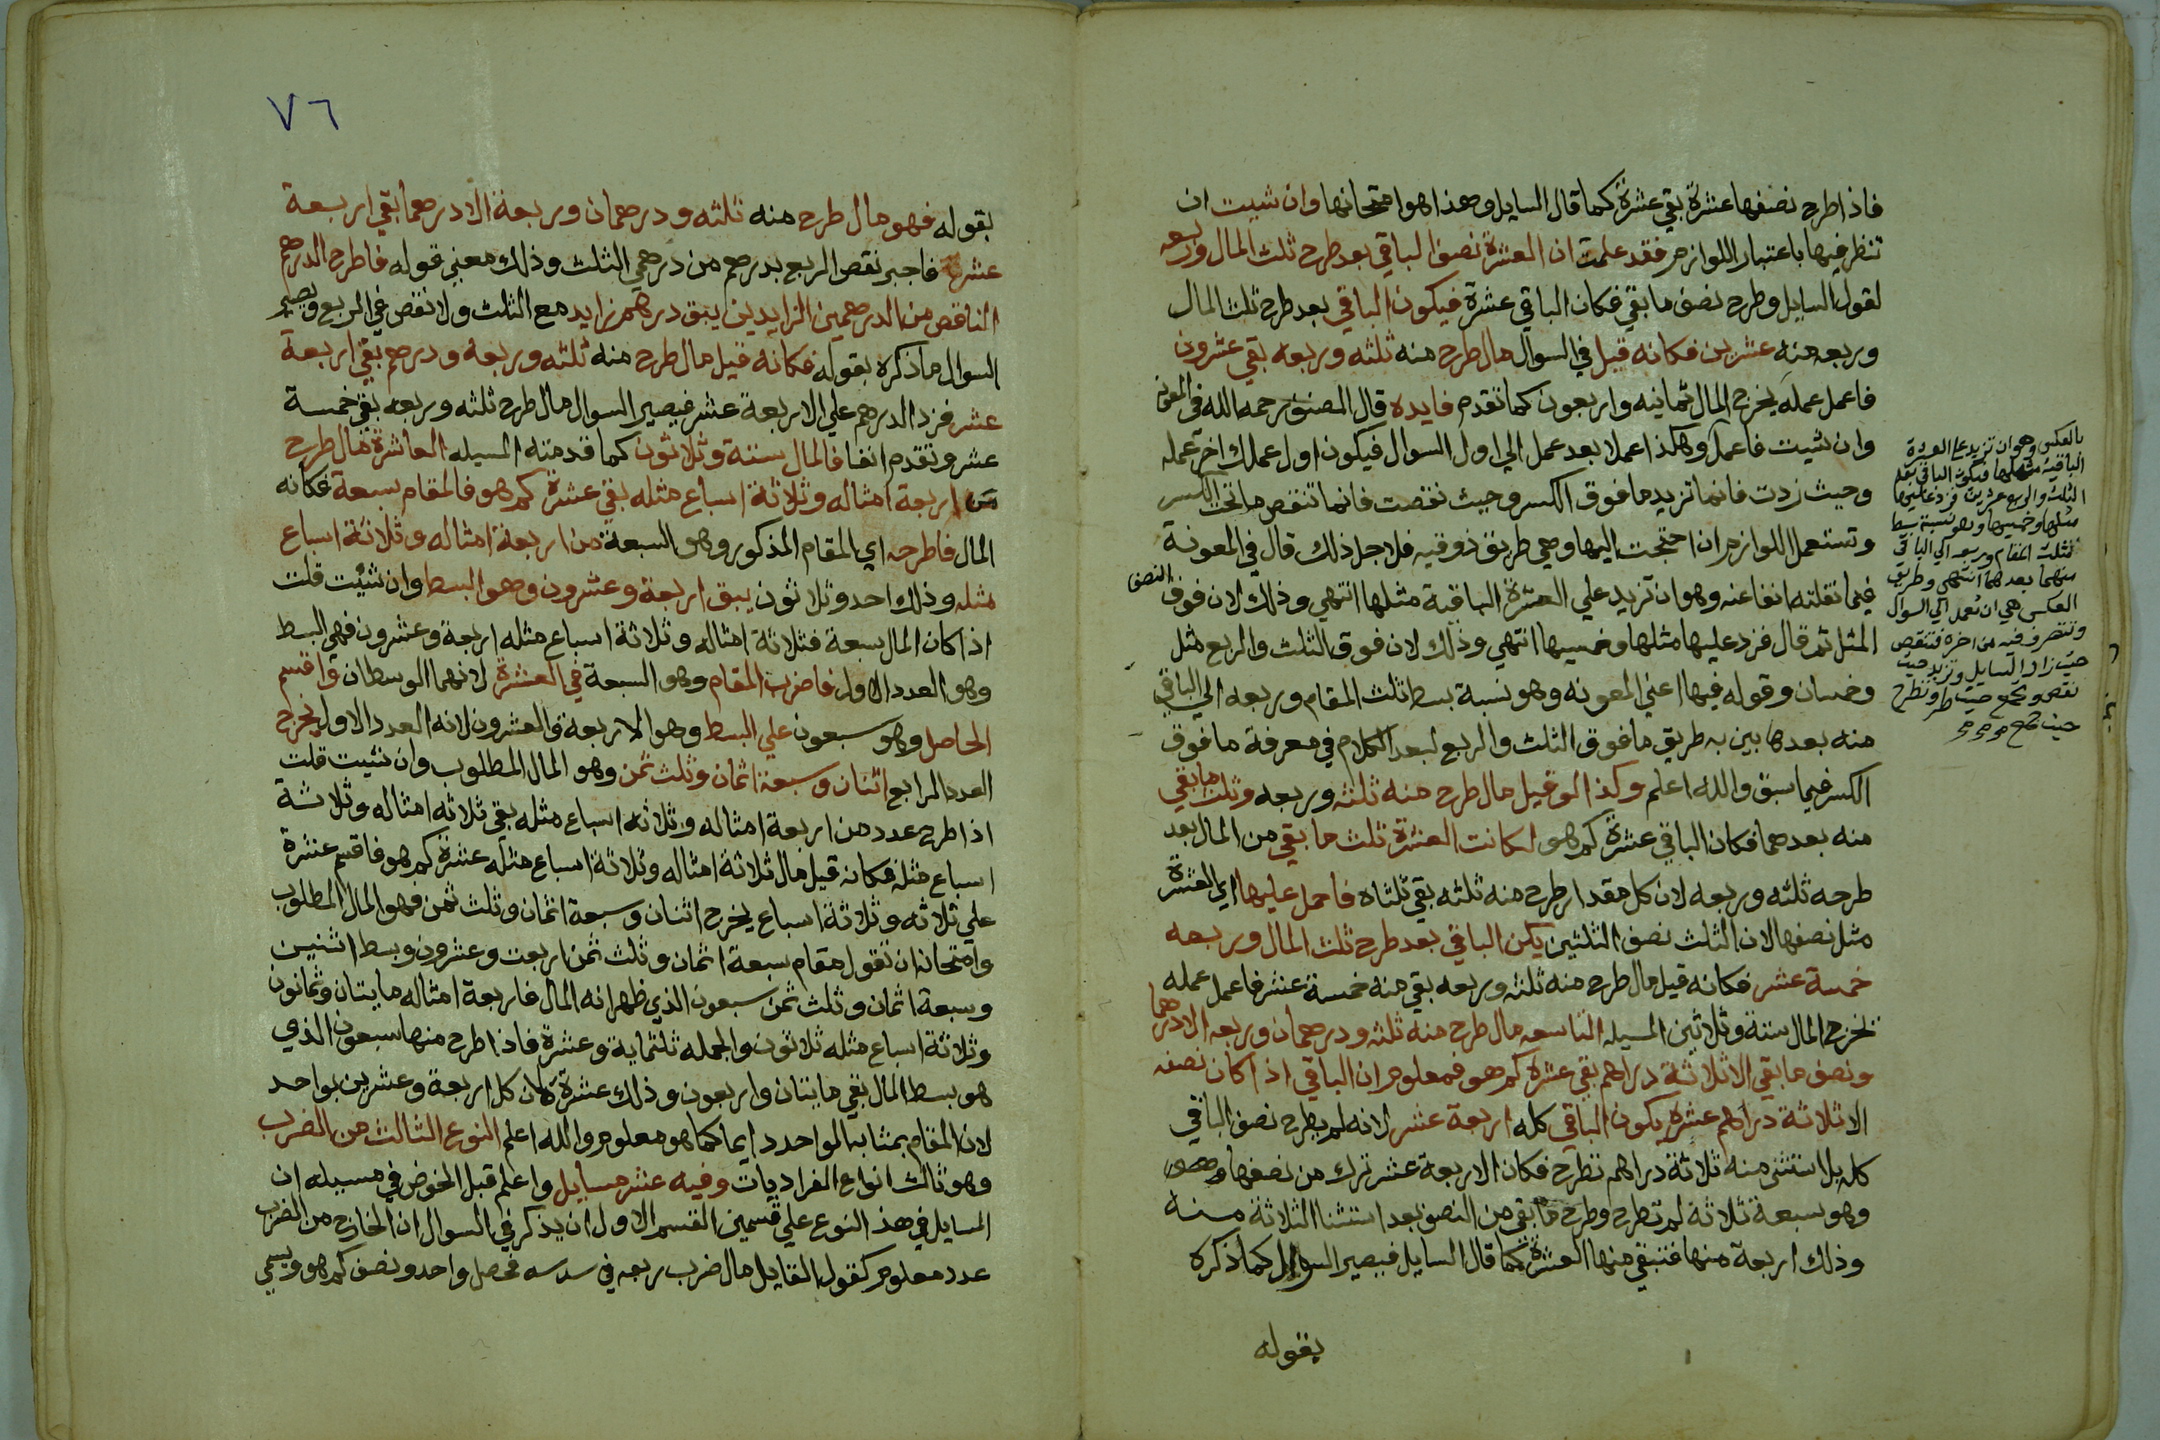 فاذا طرح نصفها عشرة بقي عشرة كما قال السايل وهذا هو امتحانها وان شيت ان
تنظر فيها باعتبار اللوازم فقد علمت ان العشرة نصف الباقي بعد طرح ثلث المال وربعه
لقول السايل وطرح نصف ما بقي فكان الباقي عشرة فيكون الباقي بعد طرح ثلث المال
وربعه منه عشرين فكانه قيل في السوال مال طرح منه ثلثه وربعه بقي عشرون
فاعمل عمله يخرج المال ثمانيه واربعون كما تقدم فايده قال المصنف رحمه الله في المعونة
وان شيت فاعمل وهكذا عملا بعد عمل الي اول السوال فيكون اول عملك اخر عمله
وحيث زدت فانما تزيد ما فوق الكسر وحيث نقصت فانما تنقص ما تحت الكسر
وتستعمل اللوازم ان احتجت اليها وهي طريق ذوقيه فلاجل ذلك قال في المعونة
فيما نقلته انفا عنه وهو ان تزيد علي العشرة الباقية مثلها انتهي وذلك لان فوق النصف
المثل ثم قال فزد عليها مثلها وخمسيها انتهي وذلك لان فوق الثلث والربع مثل
وخمسان وقوله فيها اعني المعونه وهو نسبة بسط ثلث المقام وربعه الي الباقي
منه بعدها بين به طريق ما فوق الثلث والربع لبعد الكلام في معرفة ما فوق
الكسر فيما سبق والله اعلم وكذا لو قيل مال طرح منه ثلثه وربعه وثلث ما بقي
منه بعدهما فكان الباقي عشرة كم هو لكانت العشرة ثلث ما بقي من المال بعد
طرحه ثلثه وربعه لان كل مقدار طرح منه ثلثه بقي ثلثاه فاحمل عليها اي العشرة
مثل نصفها لان الثلث نصف الثلثين يكن الباقي بعد طرح ثلث المال وربعه
خمسة عشر فكانه قيل مال طرح منه ثلثه وربعه بقي منه خمسة عشر فاعمل عمله
تخرج المال ستة وثلاثين المسيله التاسعه مال طرح منه ثلثه ودرهمان وربعه الا درهما
ونصف ما بقي الا ثلاثة دراهم بقي عشرة كم هو فمعلوم ان الباقي اذا كان نصفه
الا ثلاثة دراهم عشرة يكون الباقي كله اربعة عشر لانه لم يطرح نصف الباقي
كله بل استثني منه ثلاثة دراهم تطرح فكان الاربعة عشر ترك من نصفها
وهو سبعة ثلاثة لم تطرح وطرح ما بقي من النصف بعد استثنا الثلاثة منه
وذلك اربعة منها فتبقي منها العشرة كما قال السايل فيصير السوال كما ذكره
بقوله
بالعكس وهو ان تزيد علي العدة
الباقية مثلها فيكون الباقي بعد
الثلث والربع عشرين فزد عليها
مثلها وخمسيها وهو نسبة بسط
ثلث المقام وربعه الي الباقي
منهما بعدهما انتهي وطريق
العكس هي ان تعمل الي السوال
وتتصرف فيه من اخره فتنقص
حيث زاد السايل وتزيد حيث
نقص وتجمع حيث طرح وتطرح
حيث جمع
٧٦
بقوله فهو مال طرح منه ثلثه ودرهمان وربعة الا درهما بقي اربعة
عشر فاجبر نقص الربع بدرهم من درهمي الثلث وذلك معني قوله فاطرح الدرهم
الناقص من الدرهمين الزايدين يبق درهم زايد مع الثلث ولا نقص في الربع ويصير
السوال ما ذكره بقوله فكانه قيل مال طرح منه ثلثه وربعه ودرهم بقي اربعة
عشر فزد الدرهم علي الاربعة عشر فيصير السوال مال طرح ثلثه وربعه بقي خمسة
عشر وتقدم انفا فالمال ستة وثلاثون كما قدمته المسيله العاشرة مال طرح
من اربعة امثاله وثلاثة اسباع مثله بقي عشرة كم هو فالمقام سبعة فكانه
المال فاطرحه اي المقام المذكور وهو السبعة من اربعة امثاله وثلاثة اسباع
مثله وذلك احد وثلاثون يبق اربعة وعشرون وهو البسط وان شيت قلت
اذا كان المال سبعة فثلاثة امثاله وثلاثة اسباع مثله اربعة وعشرون فهي البسط
وهو العدد الاول فاضرب المقام وهو السبعة في العشرة لانهما الوسطان واقسم
الحاصل وهو سبعون علي البسط وهو الاربعة والعشرون لانه العدد الاول يخرج
العدد الرابع اثنان وسبعة اثمان وثلث ثمن وهو المال المطلوب وان شيت قلت
اذا طرح عدد من اربعة امثاله وثلاثه اسباع مثله بقي ثلاثه امثاله وثلاثة
اسباع مثله فكانه قيل مال ثلاثة امثاله وثلاثة اسباع مثله عشرة كم هو فاقسم عشرة
علي ثلاثه وثلاثة اسباع يخرج اثنان وسبعة اثمان وثلث ثمن فهو المال المطلوب
وامتحانه ان تقول مقام سبعة اثمان وثلث ثمن اربعت وعشرون وبسط اثنين
وسبعة اثمان وثلث ثمن سبعون الذي ظهر انه المال فاربعة امثاله مايتان وثمانون
وثلاثة اسباع مثله ثلاثون والجمله ثلثماية وعشرة فاذا طرح منها سبعون الذي
هو بسط المال بقي مايتان واربعون وذلك عشرة لان كل اربعة وعشرين بواحد
لان المقام بمثابه الواحد دايما كما هو معلوم والله اعلم النوع الثالث من الضرب
وهو ثالث انواع الفراديات وفيه عشر مسايل واعلم قبل الخوض في مسيله ان
المسايل في هذا النوع علي قسمين القسم الاول ان يذكر في السوال ان الخارج من الضرب
عدد معلوم كقول القايل مال ضرب ربعه في سدسه فحصل واحد ونصف كم هو ويسمي